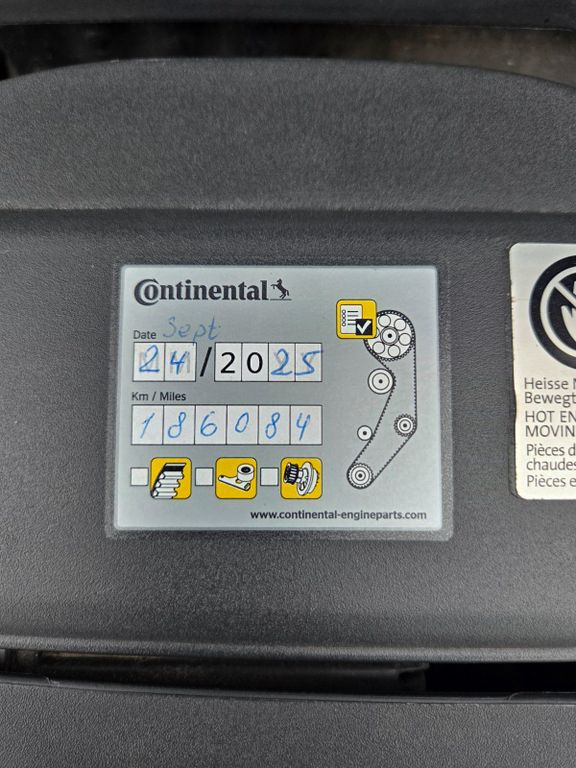 Continental
Date Sept
24/2025
Km / Miles
186084
www.continental-engineparts.com
Heisse
Bewegt
HOT EN
MOVIN
Pièces d
chaudes
Pièces e